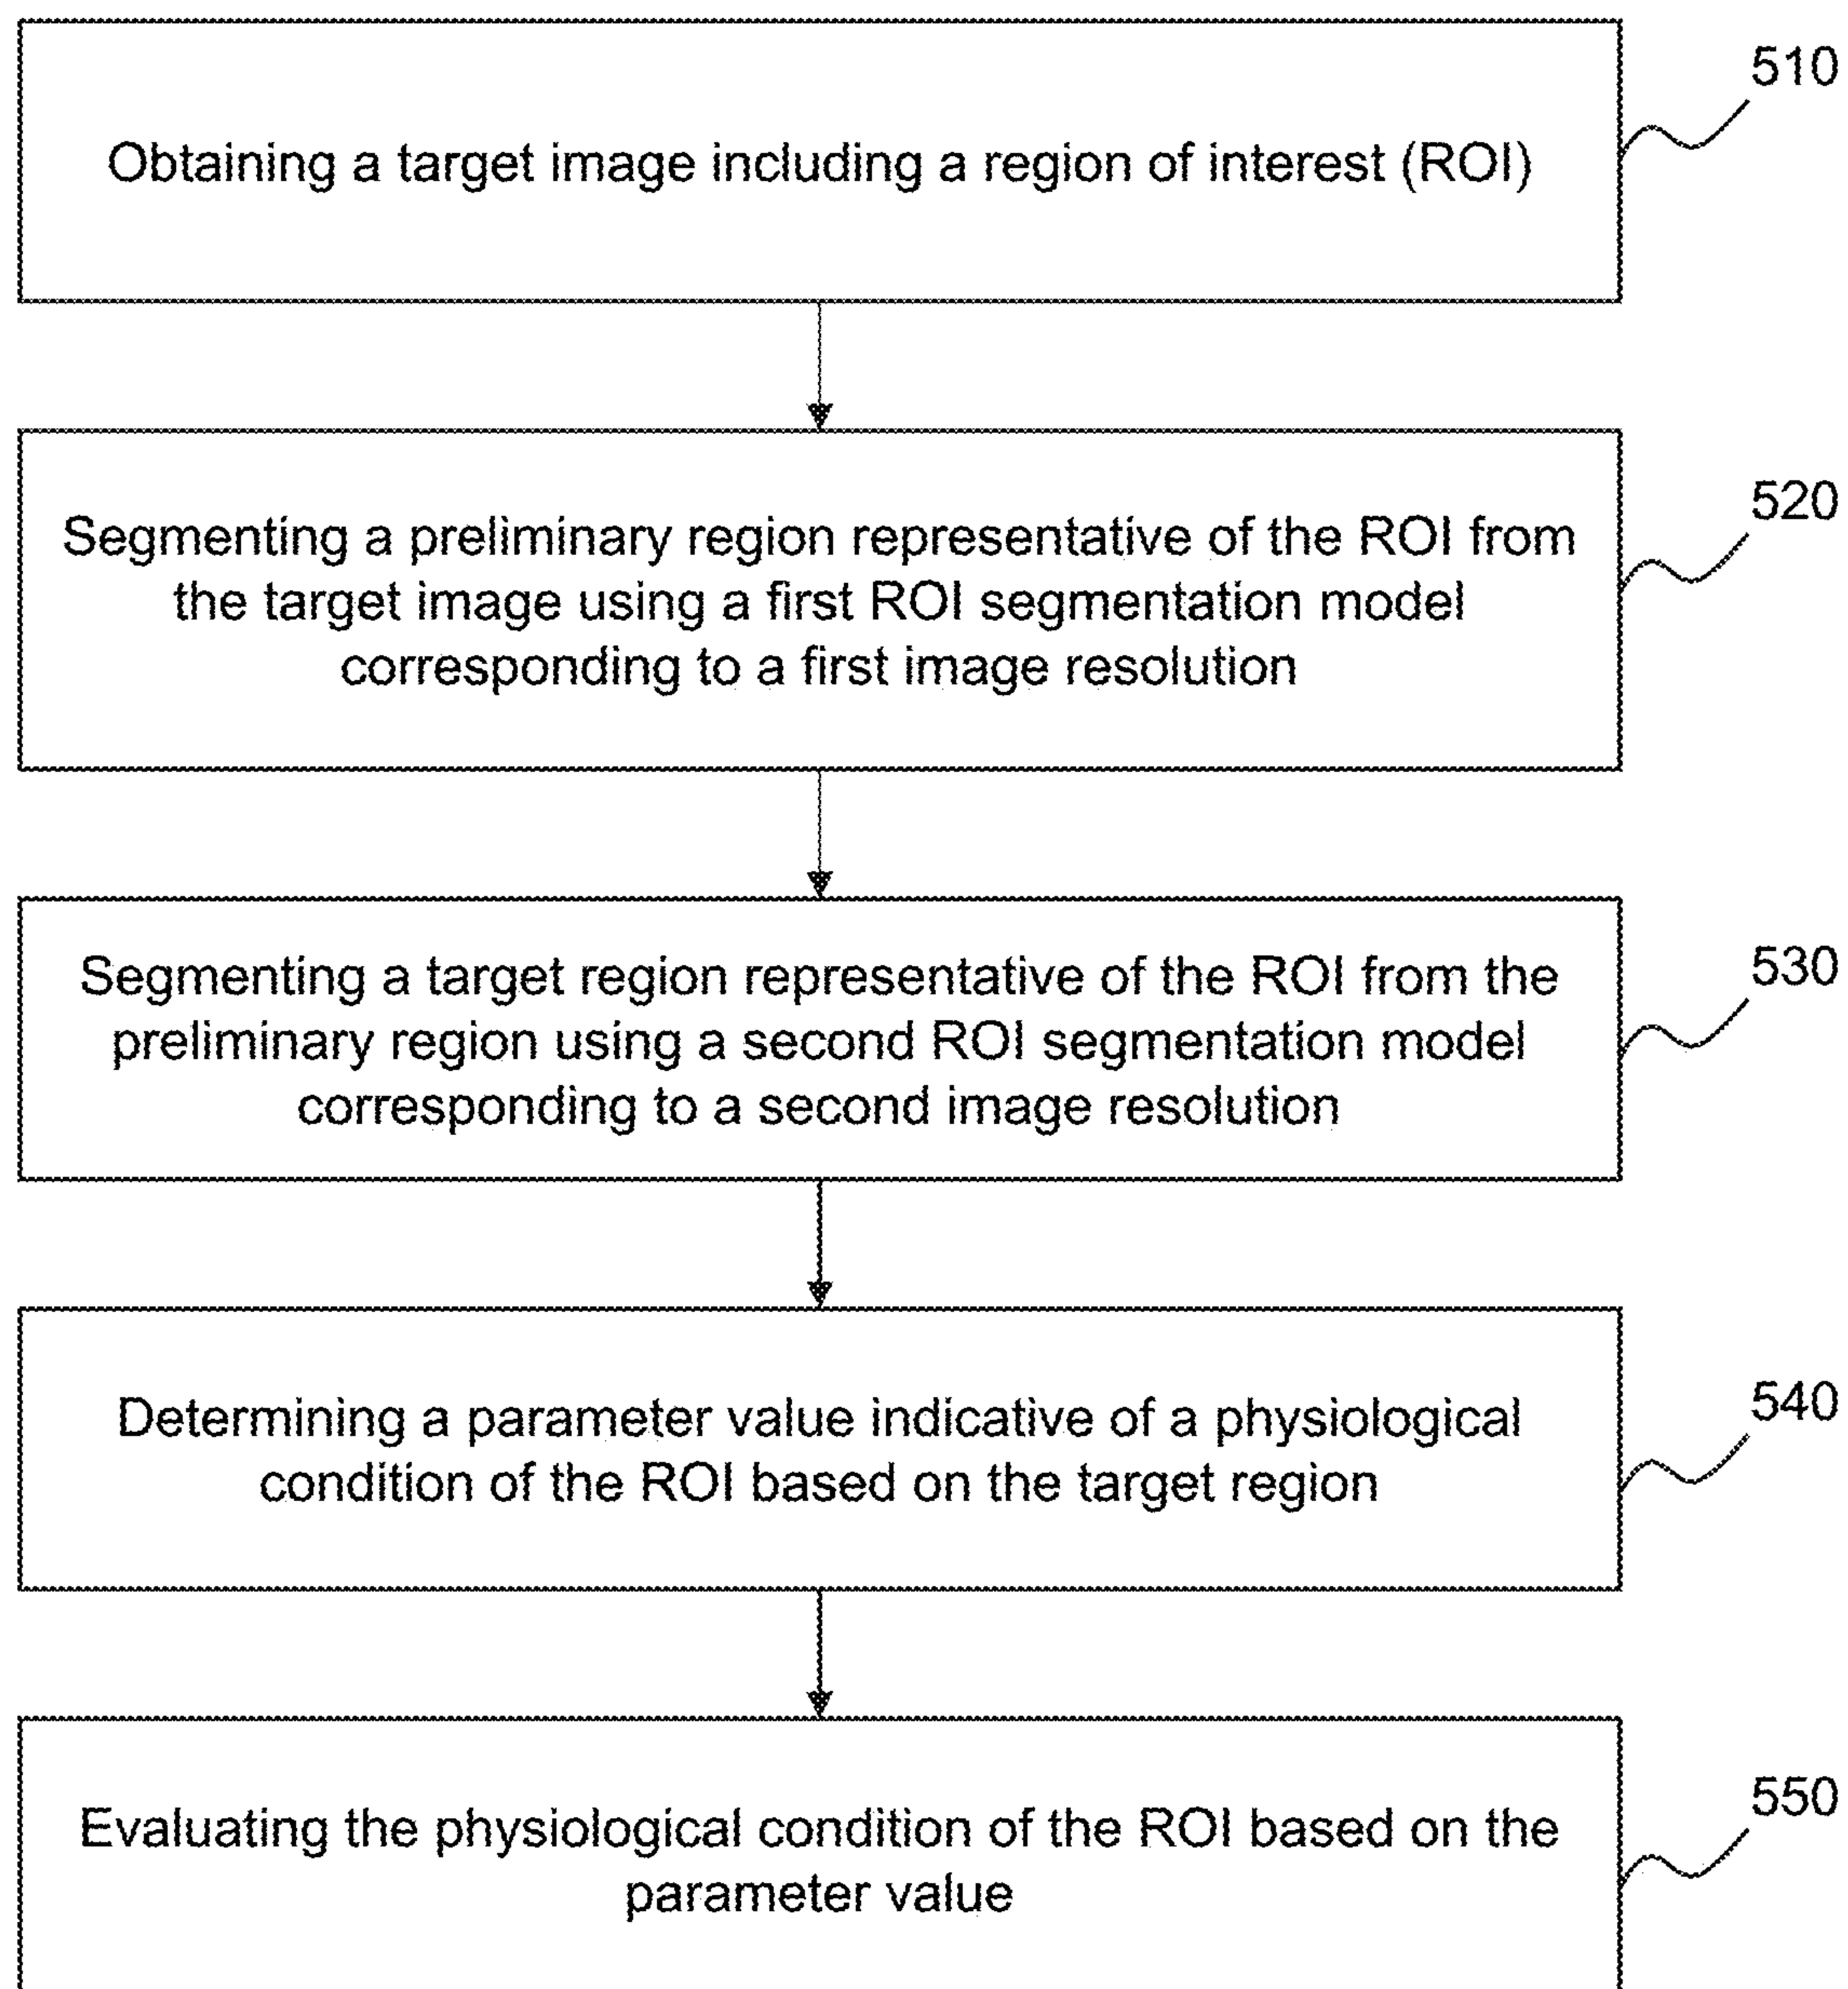 510
Obtaining a target image including a region of interest (ROI)
520
Segmenting a preliminary region representative of the ROI from
the target image using a first ROI segmentation model
corresponding to a first image resolution
530
Segmenting a target region representative of the ROI from the
preliminary region using a second ROI segmentation model
corresponding to a second image resolution
540
Determining a parameter value indicative of a physiological
condition of the ROI based on the target region
550
Evaluating the physiological condition of the ROI based on the
parameter value